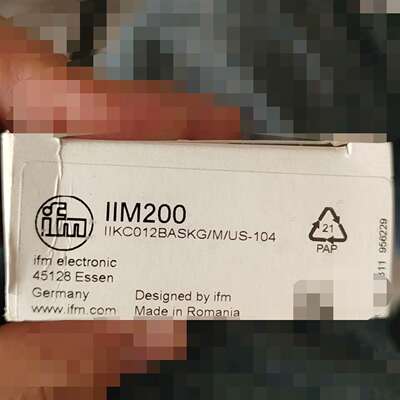 ifm
IIM200
IIKC012BASKG/M/US-104
ifm electronic
45128 Essen
Germany
www.ifm.com
Designed by ifm
Made in Romania
21
PAP
956229